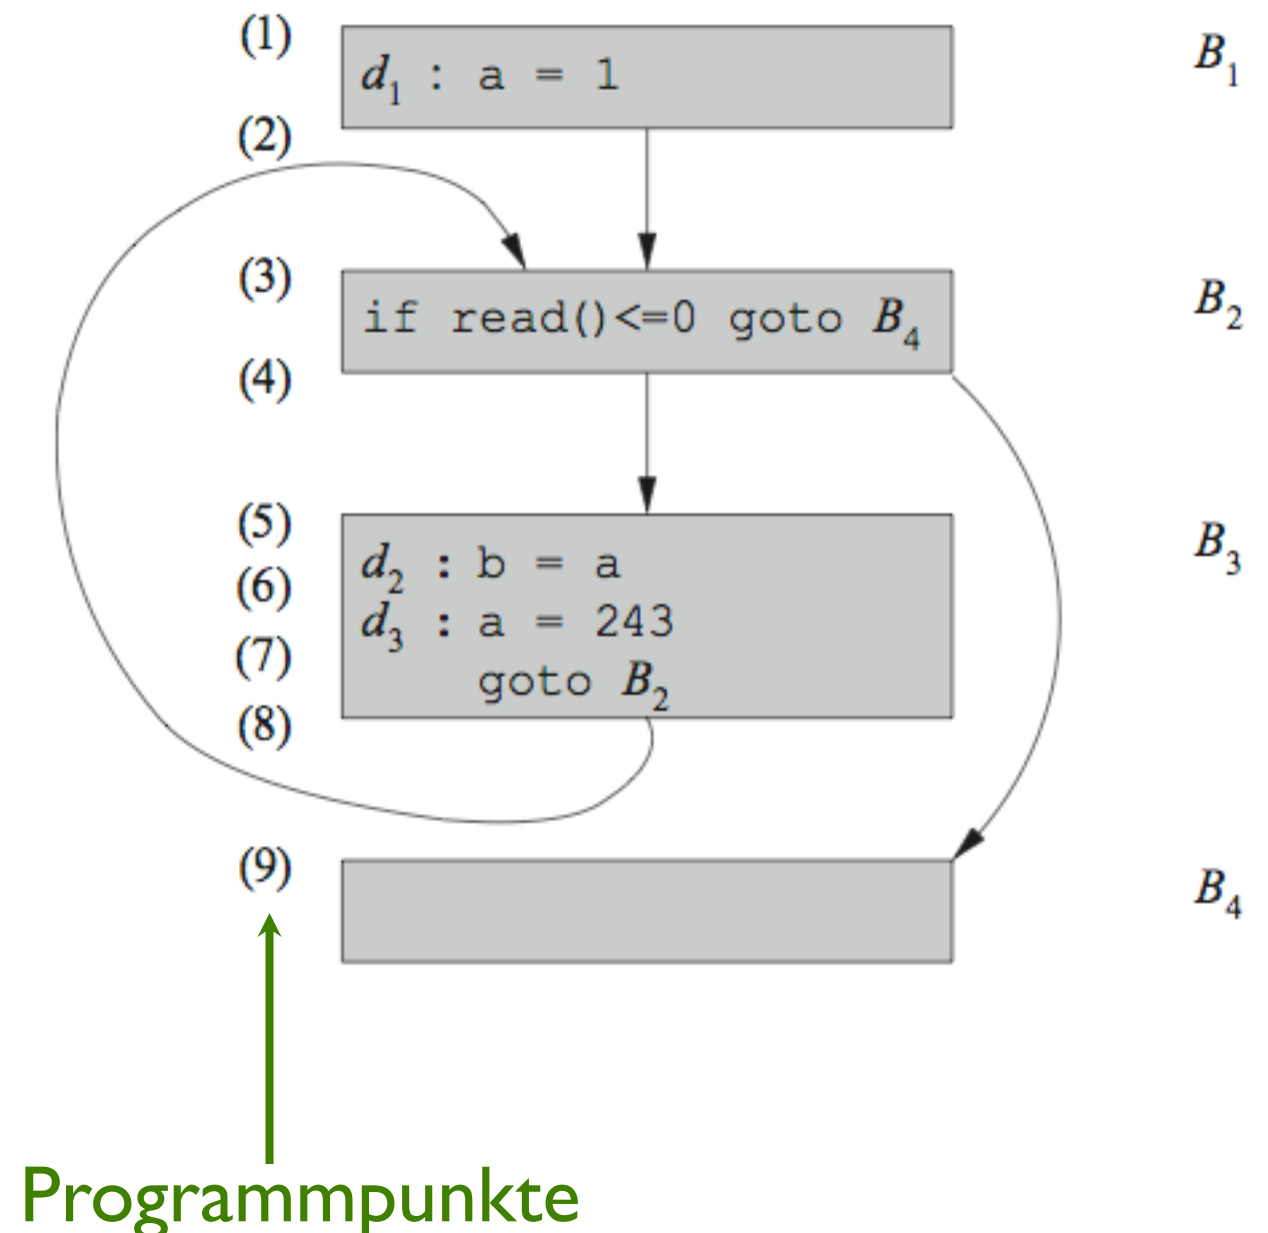 (1)
d1 : a = 1
B1
(2)
(3)
if read()<=0 goto B4
B2
(4)
(5)
d2 : b = a
B3
(6)
d3 : a = 243
(7)
goto B2
(8)
(9)
B4
Programmpunkte